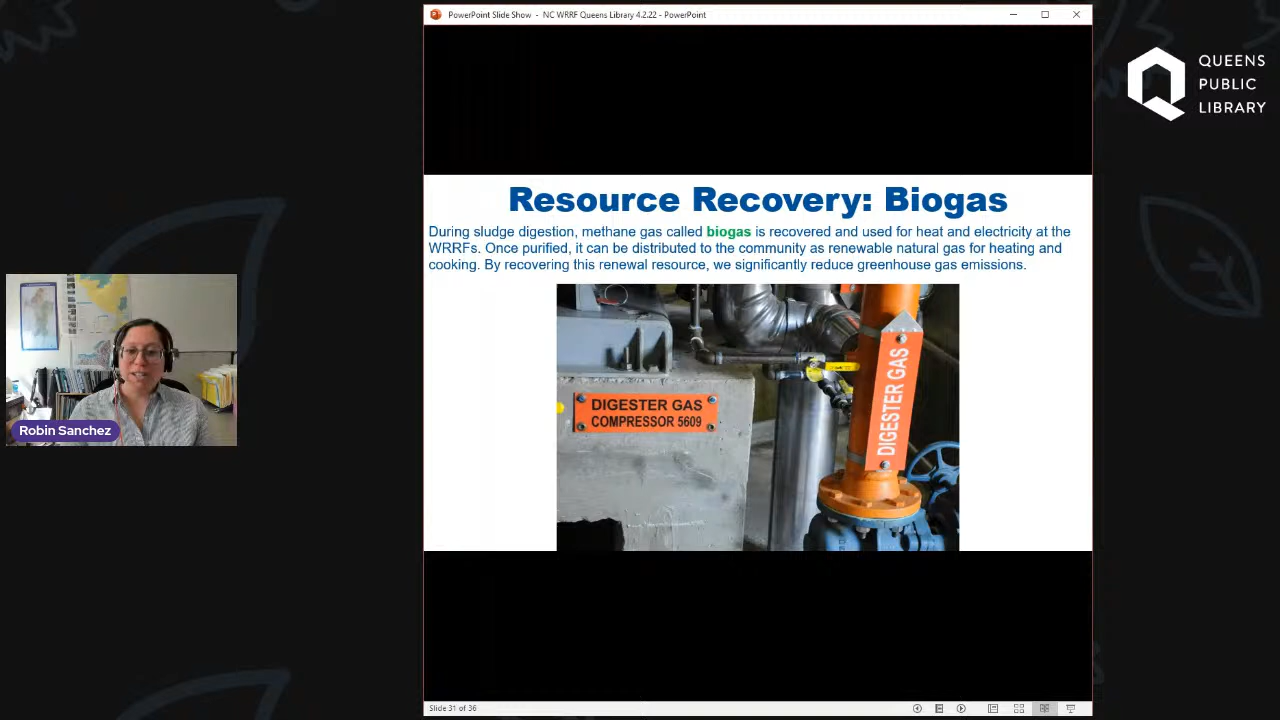 PowerPoint Slide Show - NC WRRF Queens Library 4.2.22 - PowerPoint
QUEENS
PUBLIC
LIBRARY
Resource Recovery: Biogas
During sludge digestion, methane gas called biogas is recovered and used for heat and electricity at the
WRRFs. Once purified, it can be distributed to the community as renewable natural gas for heating and
cooking. By recovering this renewal resource, we significantly reduce greenhouse gas emissions.
DIGESTER GAS
COMPRESSOR 5609
DIGESTER GAS
Robin Sanchez
Slide 31 of 36